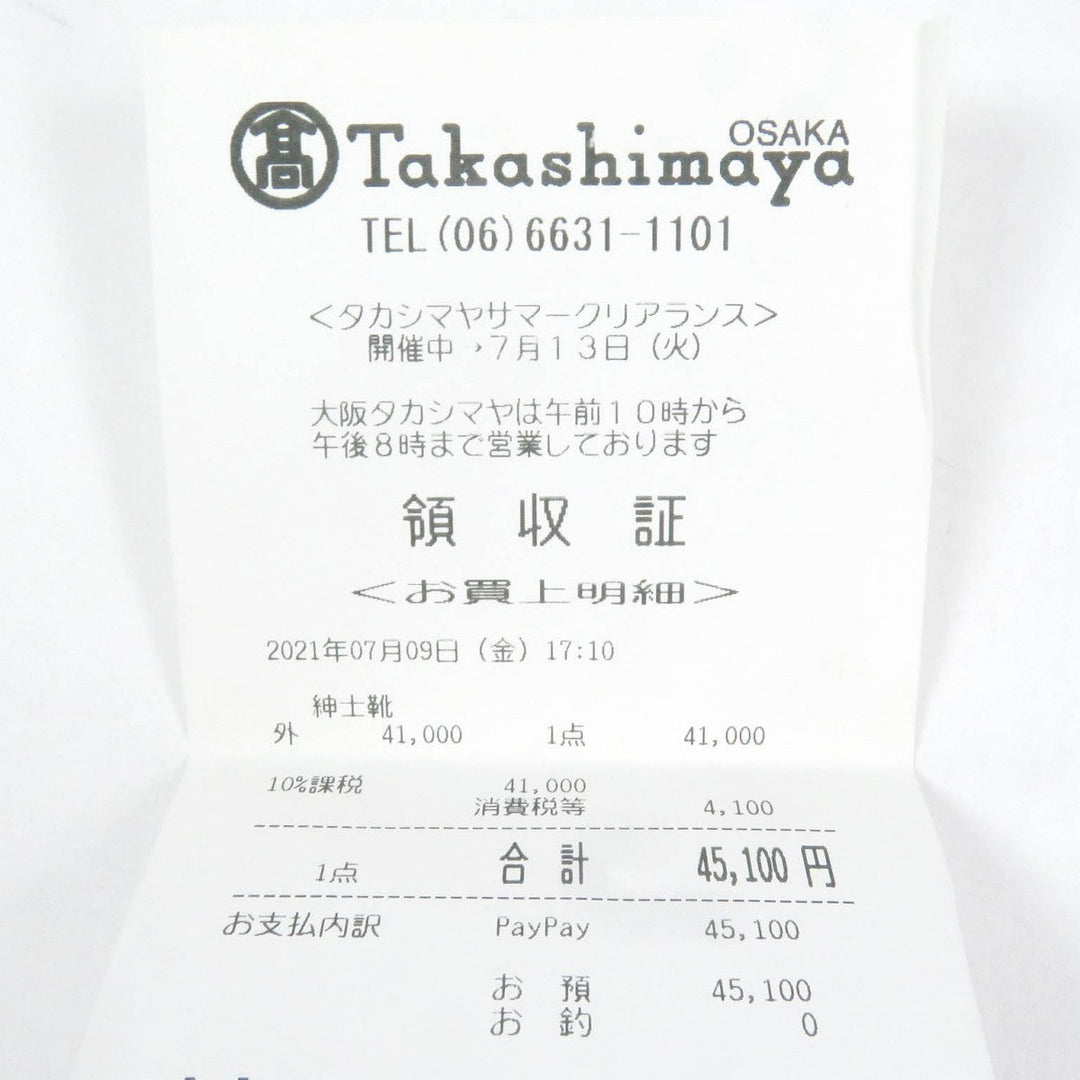 髙 Takashimaya OSAKA
TEL(06)6631-1101
<タカシマヤサマークリアランス>
開催中→7月13日(火)
大阪タカシマヤは午前10時から
午後8時まで営業しております
領収証
<お買上明細>
2021年07月09日(金)17:10
紳士靴
外 41,000 1点 41,000
10%課税 41,000
消費税等 4,100
1点 合計 45,100円
お支払内訳 PayPay 45,100
お預 45,100
お釣 0